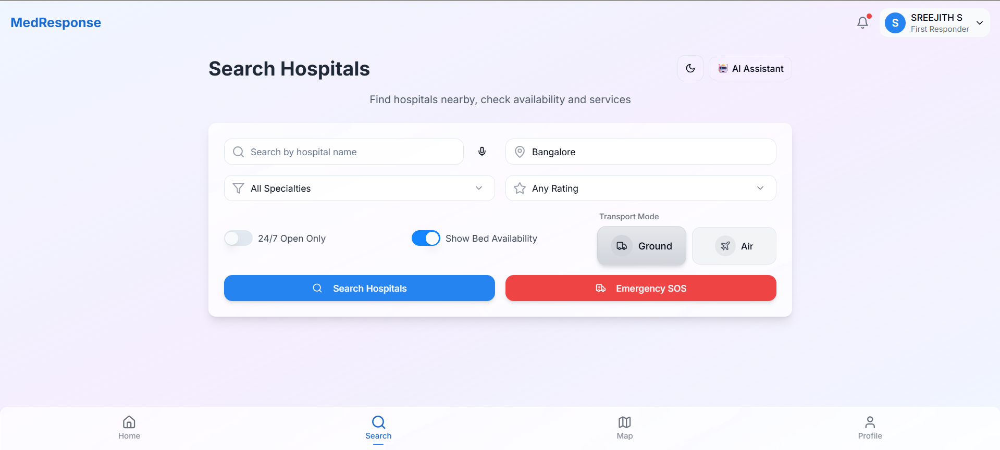 MedResponse
S
SREEJITH S
First Responder
Search Hospitals
AI Assistant
Find hospitals nearby, check availability and services
Search by hospital name
Bangalore
All Specialties
Any Rating
Transport Mode
24/7 Open Only
Show Bed Availability
Ground
Air
Search Hospitals
Emergency SOS
Home
Search
Map
Profile